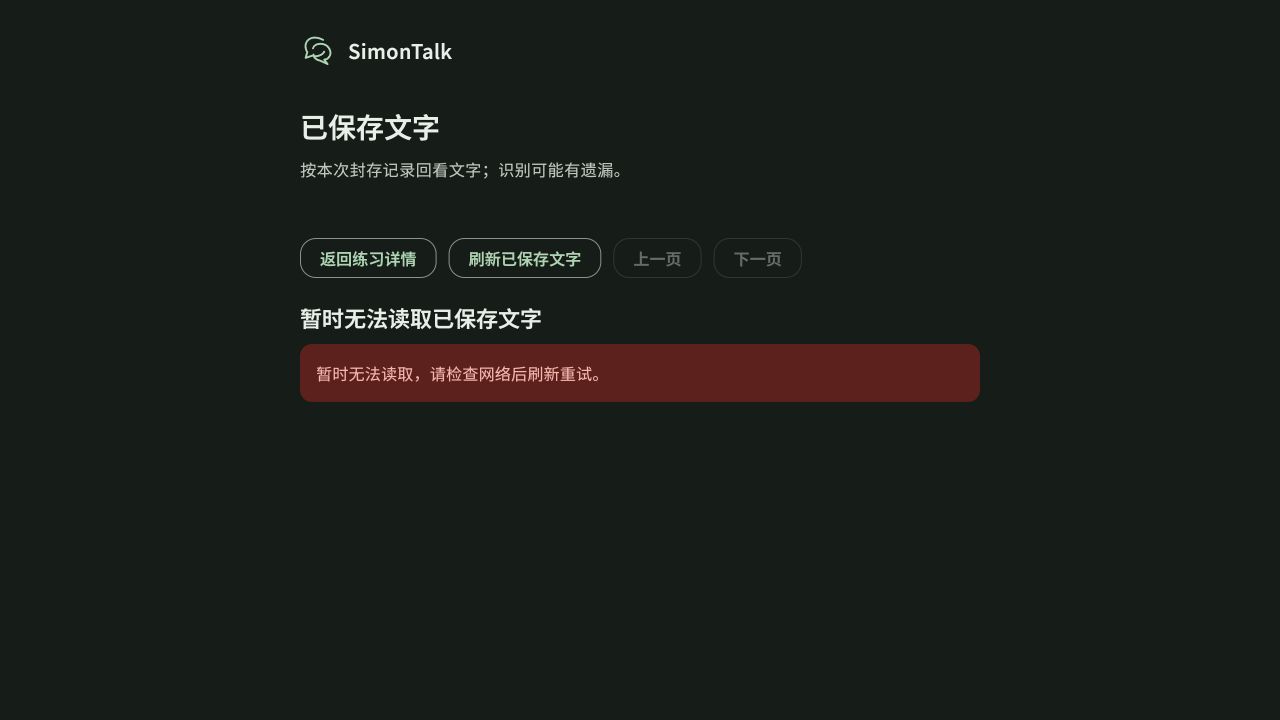 SimonTalk
已保存文字
按本次封存记录回看文字；识别可能有遗漏。
返回练习详情 刷新已保存文字 上一页 下一页
暂时无法读取已保存文字
暂时无法读取，请检查网络后刷新重试。